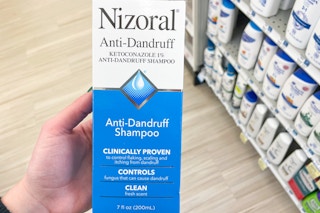 Nizoral®
Anti-Dandruff
KETOCONAZOLE 1%
ANTI-DANDRUFF SHAMPOO
Anti-Dandruff
Shampoo
CLINICALLY PROVEN
to control flaking, scaling and
itching from dandruff
CONTROLS
fungus that can cause dandruff
CLEAN
fresh scent
7 fl oz (200mL)